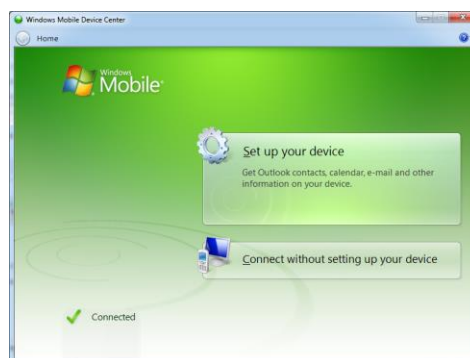 Windows Mobile Device Center
Home
Windows
Mobile
Set up your device
Get Outlook contacts, calendar, e-mail and other
information on your device.
Connect without setting up your device
Connected